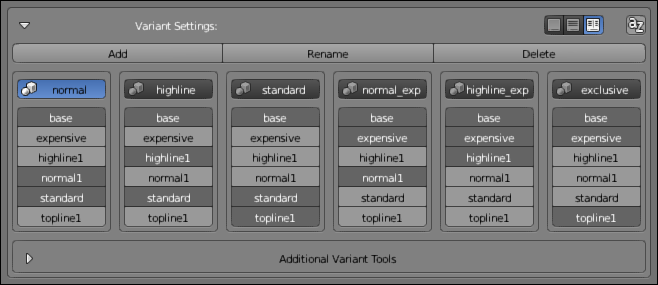 Variant Settings: az
Add Rename Delete
normal highline standard normal_exp highline_exp exclusive
base base base base base base
expensive expensive expensive expensive expensive expensive
highline1 highline1 highline1 highline1 highline1 highline1
normal1 normal1 normal1 normal1 normal1 normal1
standard standard standard standard standard standard
topline1 topline1 topline1 topline1 topline1 topline1
Additional Variant Tools